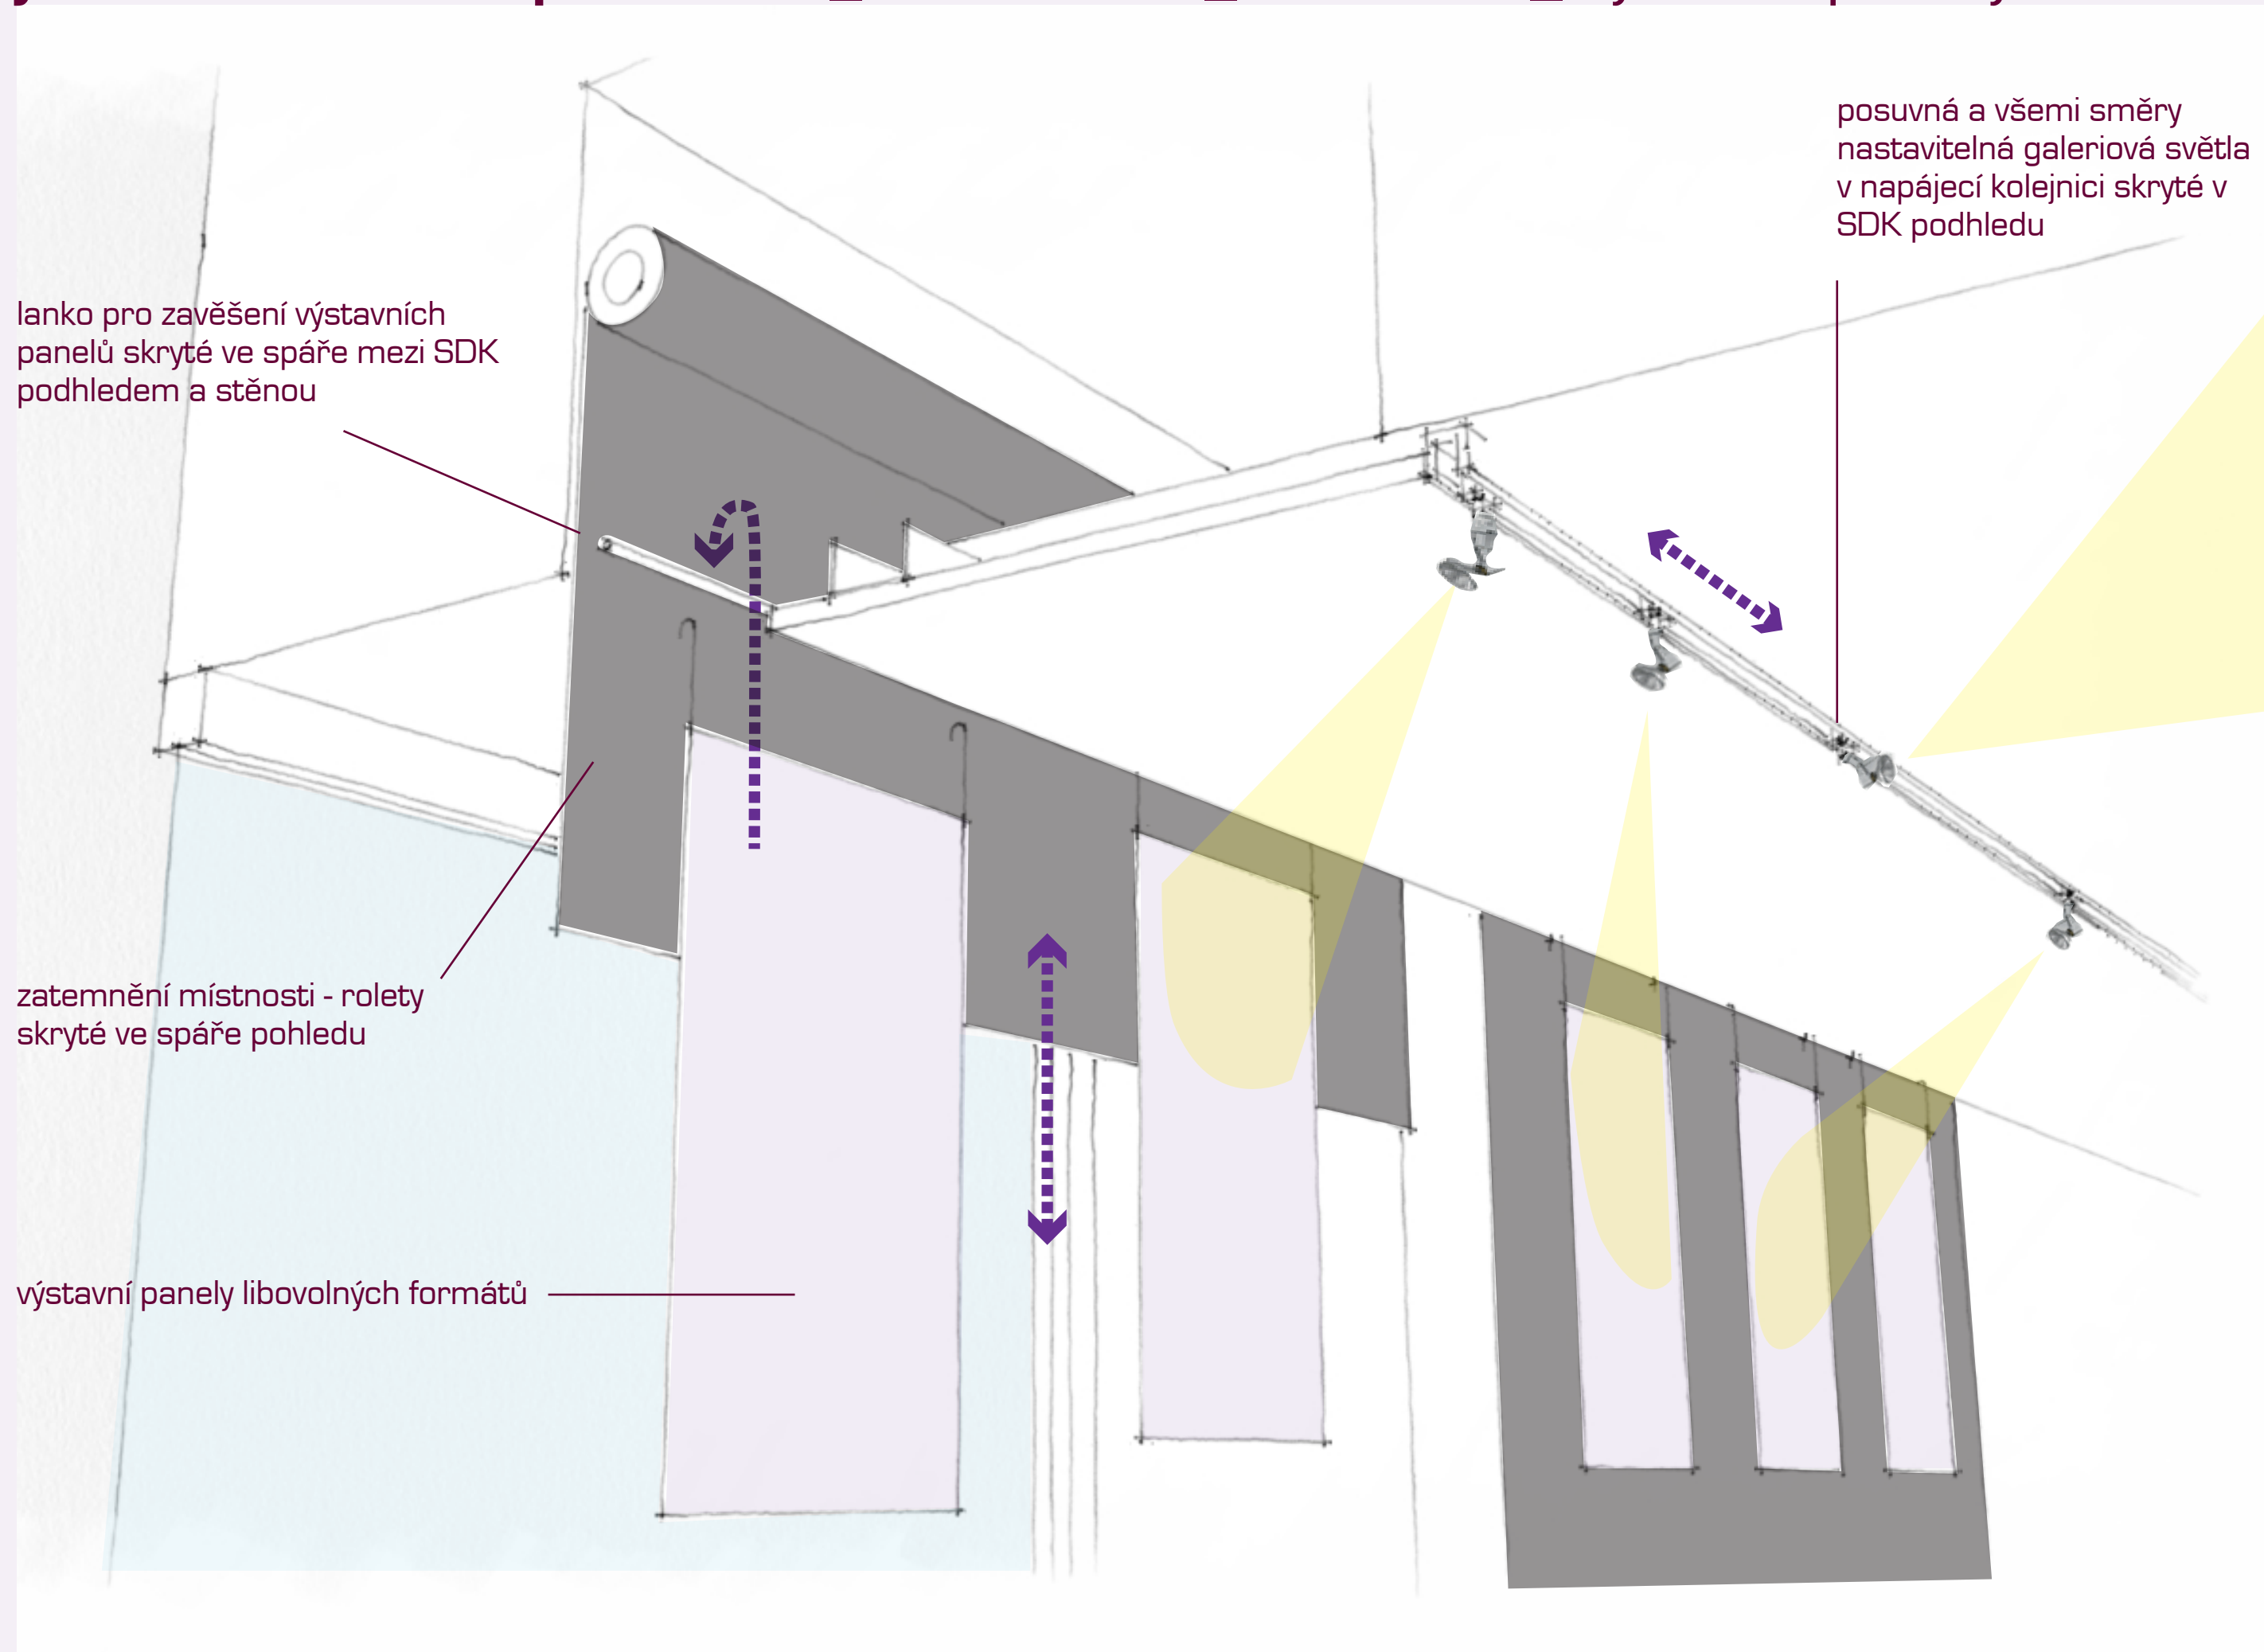 posuvná a všemi směry
nastavitelná galeriová světla
v napájecí kolejnici skryté v
SDK podhledu
lanko pro zavěšení výstavních
panelů skryté ve spáře mezi SDK
podhledem a stěnou
zatemnění místnosti - rolety
skryté ve spáře pohledu
výstavní panely libovolných formátů